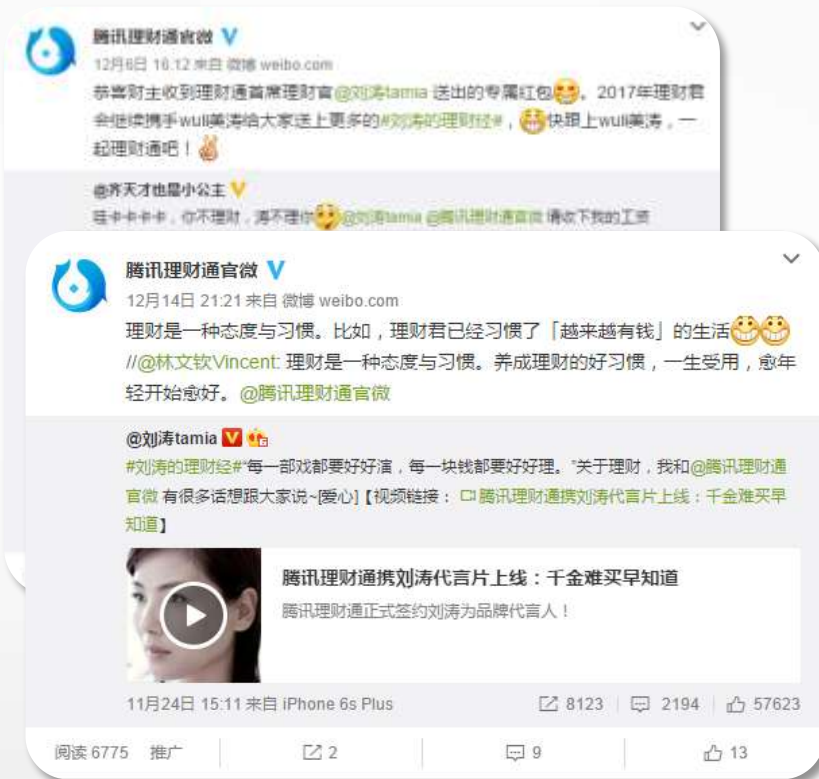 腾讯理财通官微
12月6日 16:12 来自 微博 weibo.com
恭喜财主收到理财通首席理财官@刘涛tamia 送出的专属红包。2017年理财君
会继续携手wuli美涛给大家送上更多的#刘涛的理财经#，快跟上wuli美涛，一
起理财通吧！
@齐天才也是小公主
哇卡卡卡卡，你不理财，涛不理你@刘涛tamia @腾讯理财通官微 请收下我的工资
腾讯理财通官微
12月14日 21:21 来自 微博 weibo.com
理财是一种态度与习惯。比如，理财君已经习惯了「越来越有钱」的生活
//@林文钦Vincent: 理财是一种态度与习惯。养成理财的好习惯，一生受用，愈年
轻开始愈好。@腾讯理财通官微
@刘涛tamia
#刘涛的理财经#“每一部戏都要好好演，每一块钱都要好好理。”关于理财，我和@腾讯理财通
官微 有很多话想跟大家说~[爱心]【视频链接：腾讯理财通携刘涛代言片上线：千金难买早
知道】
腾讯理财通携刘涛代言片上线：千金难买早知道
腾讯理财通正式签约刘涛为品牌代言人！
11月24日 15:11 来自 iPhone 6s Plus 8123 2194 57623
阅读 6775 推广 2 9 13